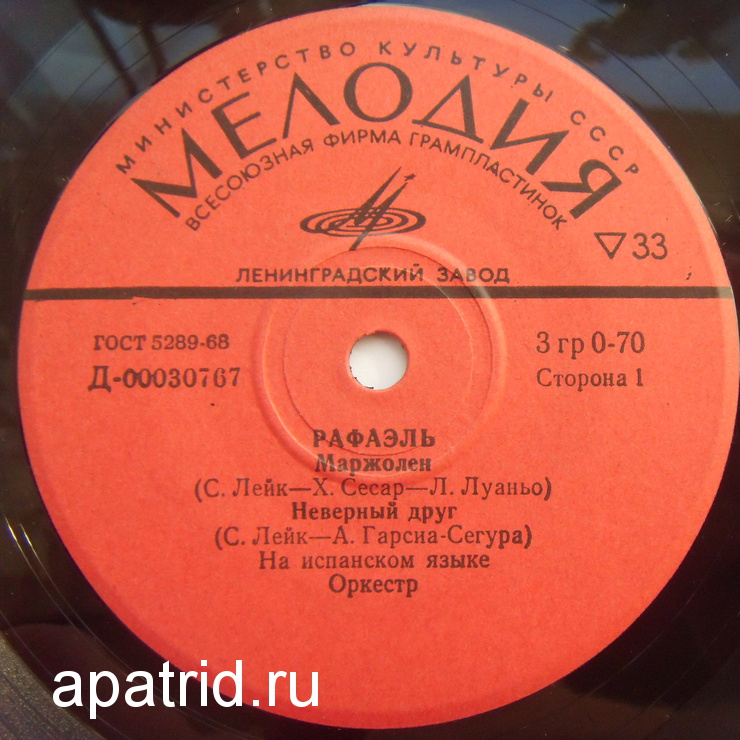 МИНИСТЕРСТВО КУЛЬТУРЫ СССР
МЕЛОДИЯ
ВСЕСОЮЗНАЯ ФИРМА ГРАМПЛАСТИНОК
▽33
ЛЕНИНГРАДСКИЙ ЗАВОД
ГОСТ 5289-68
Д-00030767
3 гр 0-70
Сторона 1
РАФАЭЛЬ
Маржолен
(С. Лейк—Х. Сесар—Л. Луаньо)
Неверный друг
(С. Лейк—А. Гарсиа-Сегура)
На испанском языке
Оркестр
apatrid.ru